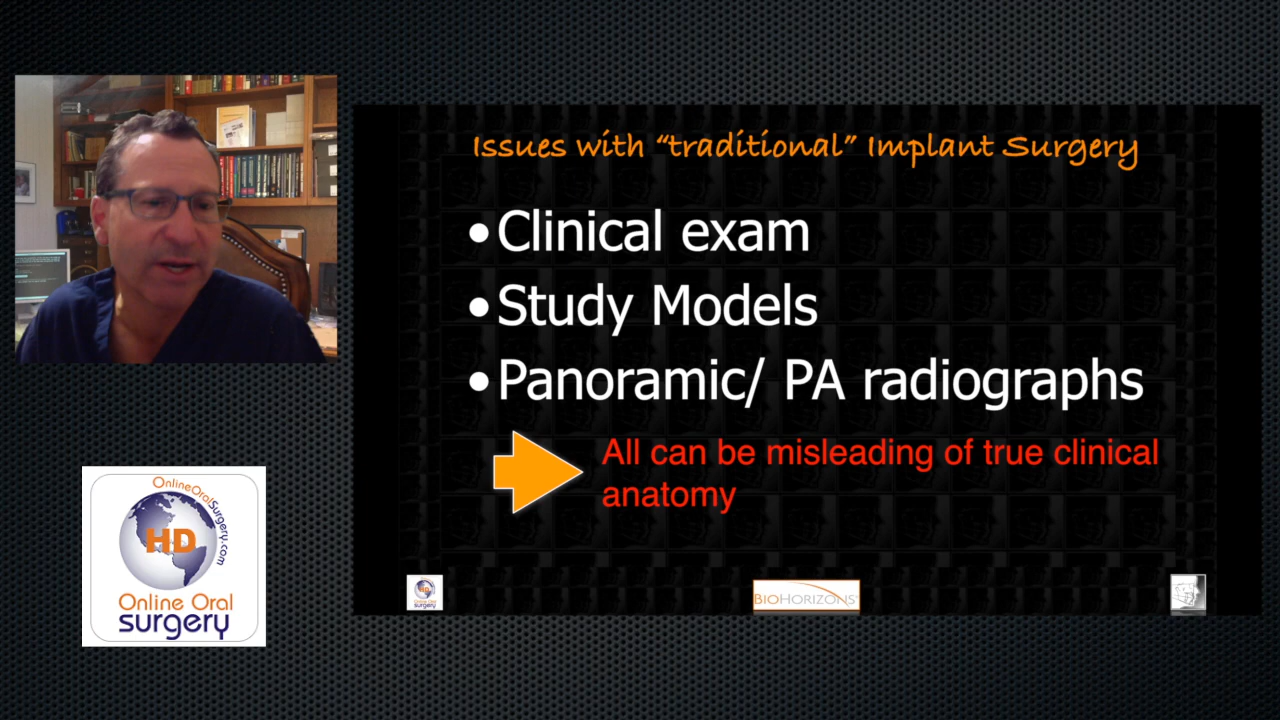 Issues with “traditional” Implant Surgery
•Clinical exam
•Study Models
•Panoramic/ PA radiographs
All can be misleading of true clinical
anatomy
OnlineOralSurgery.com
HD
Online Oral
surgery
HD
BIOHORIZONS